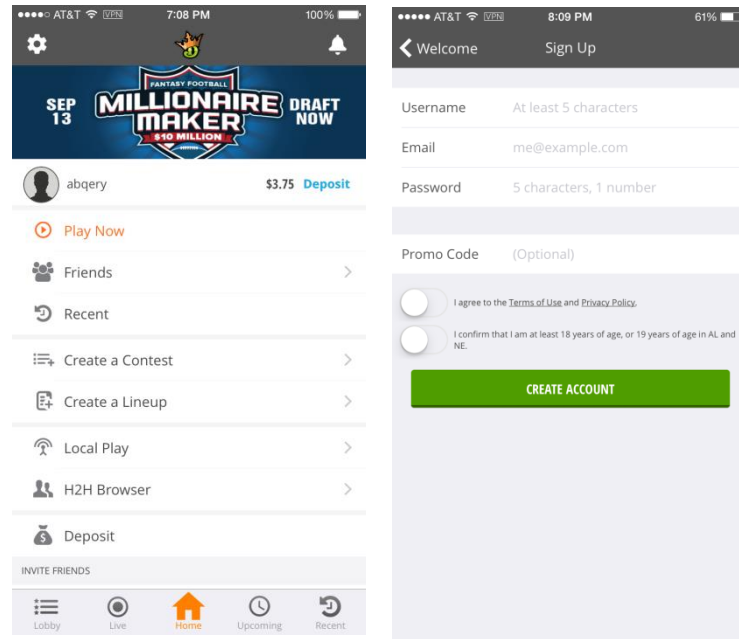 AT&T VPN 7:08 PM 100%
SEP 13
FANTASY FOOTBALL
MILLIONAIRE
MAKER
$10 MILLION
DRAFT NOW
abqery $3.75 Deposit
Play Now
Friends
Recent
Create a Contest
Create a Lineup
Local Play
H2H Browser
Deposit
INVITE FRIENDS
Lobby Live Home Upcoming Recent
AT&T VPN 8:09 PM 61%
Welcome Sign Up
Username At least 5 characters
Email me@example.com
Password 5 characters, 1 number
Promo Code (Optional)
I agree to the Terms of Use and Privacy Policy.
I confirm that I am at least 18 years of age, or 19 years of age in AL and
NE.
CREATE ACCOUNT